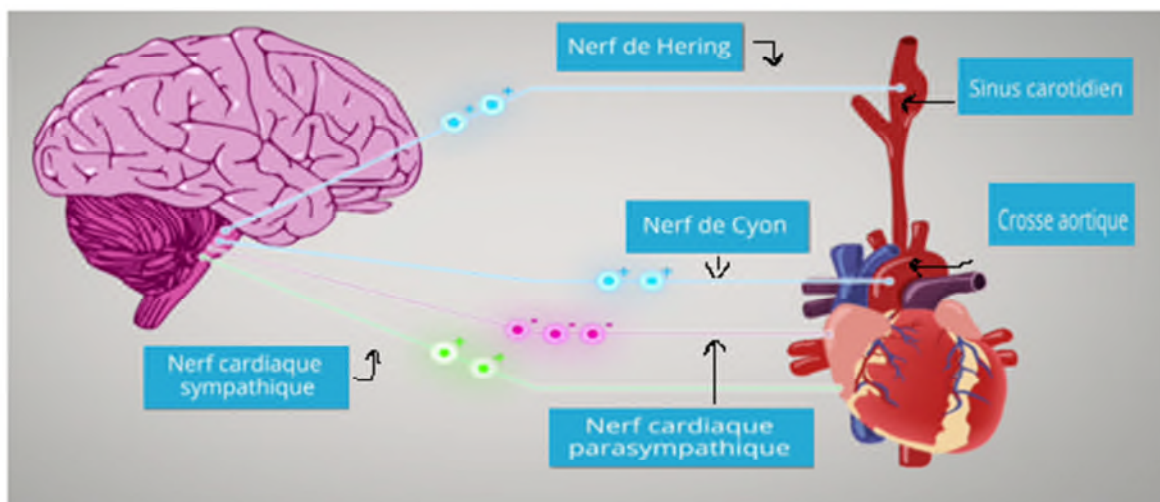 Nerf de Hering
Sinus carotidien
Nerf de Cyon
Crosse aortique
Nerf cardiaque
sympathique
Nerf cardiaque
parasympathique